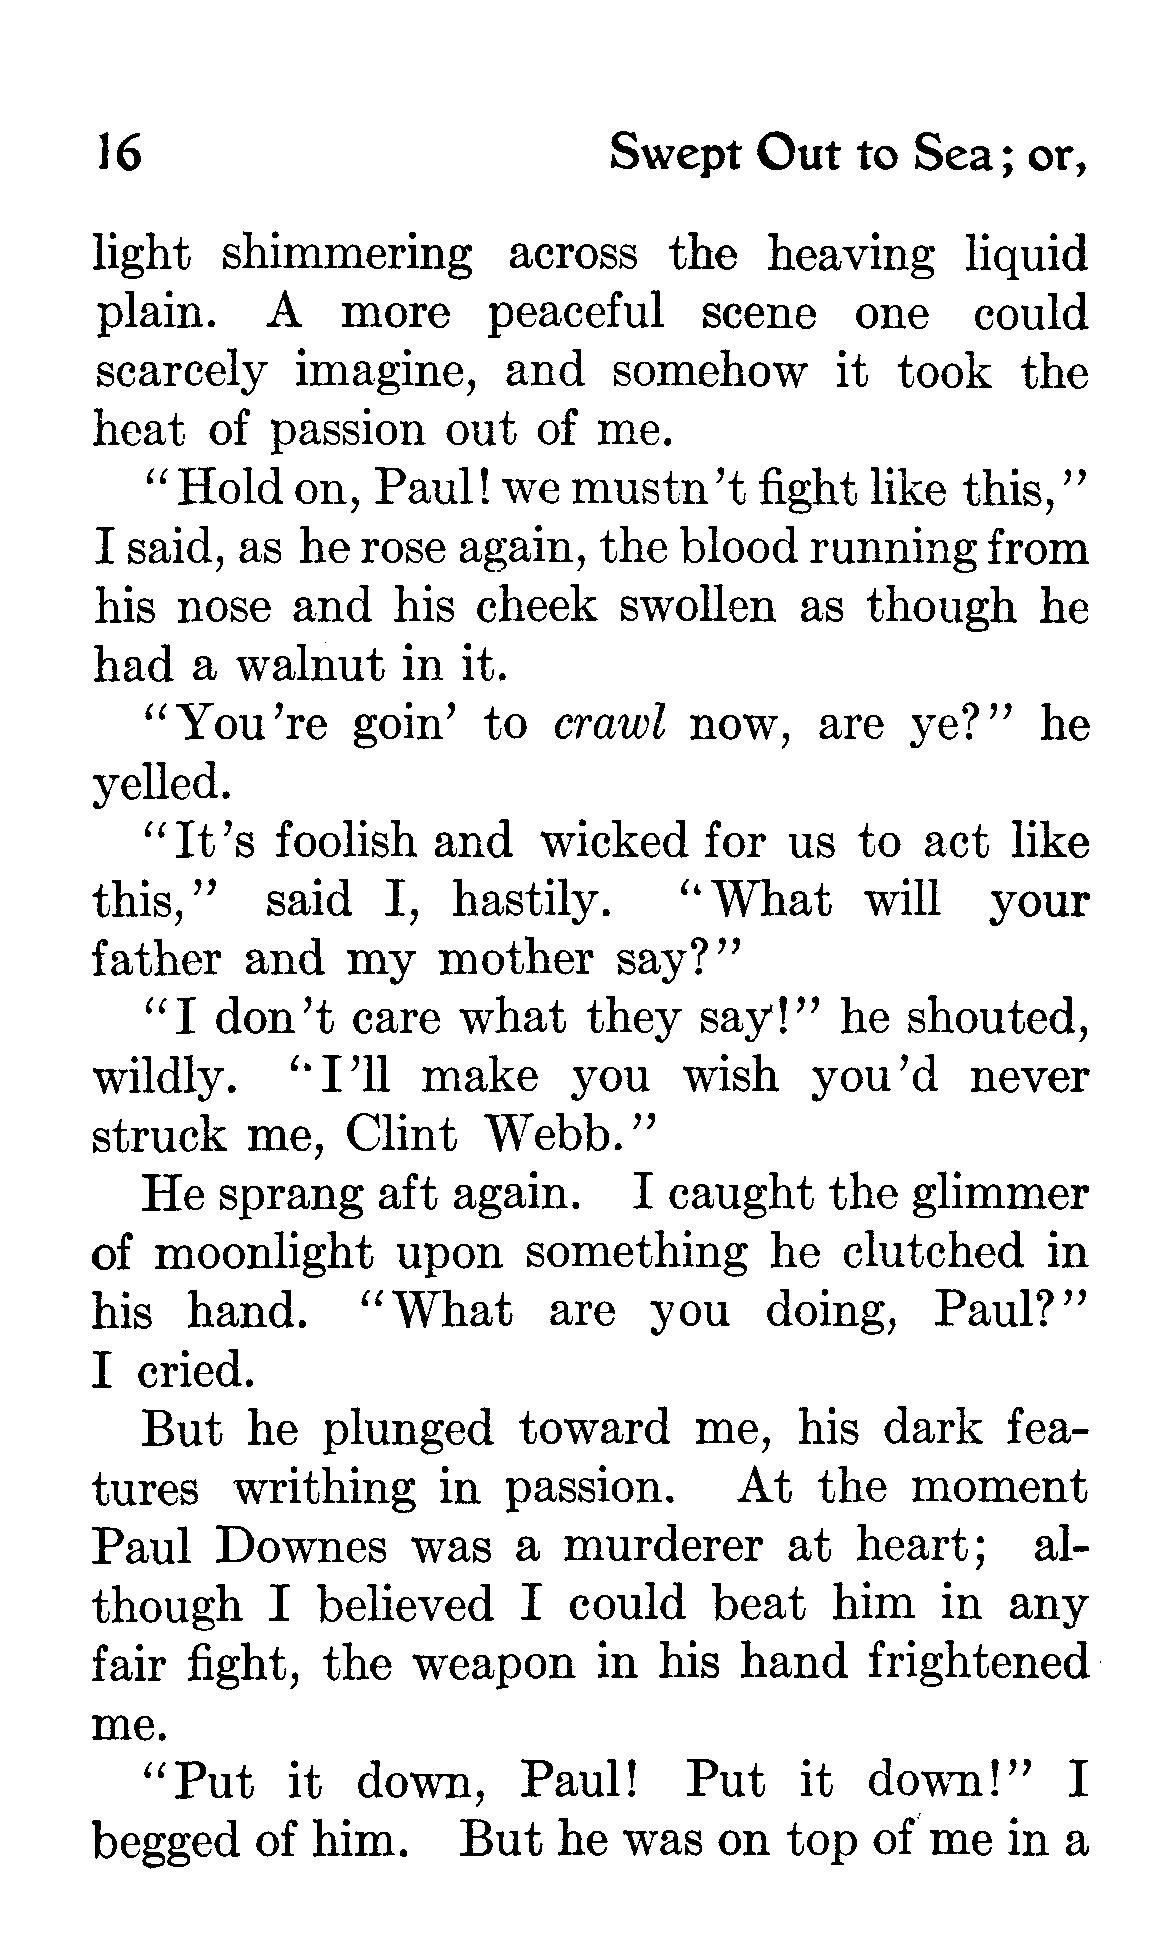 16 Swept Out to Sea; or,
light shimmering across the heaving liquid
plain. A more peaceful scene one could
scarcely imagine, and somehow it took the
heat of passion out of me.
"Hold on, Paul! we mustn't fight like this,"
I said, as he rose again, the blood running from
his nose and his cheek swollen as though he
had a walnut in it.
"You're goin' to crawl now, are ye?" he
yelled.
"It's foolish and wicked for us to act like
this," said I, hastily. "What will your
father and my mother say?"
"I don't care what they say!" he shouted,
wildly. "I'll make you wish you'd never
struck me, Clint Webb."
He sprang aft again. I caught the glimmer
of moonlight upon something he clutched in
his hand. "What are you doing, Paul?"
I cried.
But he plunged toward me, his dark fea-
tures writhing in passion. At the moment
Paul Downes was a murderer at heart; al-
though I believed I could beat him in any
fair fight, the weapon in his hand frightened
me.
"Put it down, Paul! Put it down!" I
begged of him. But he was on top of me in a